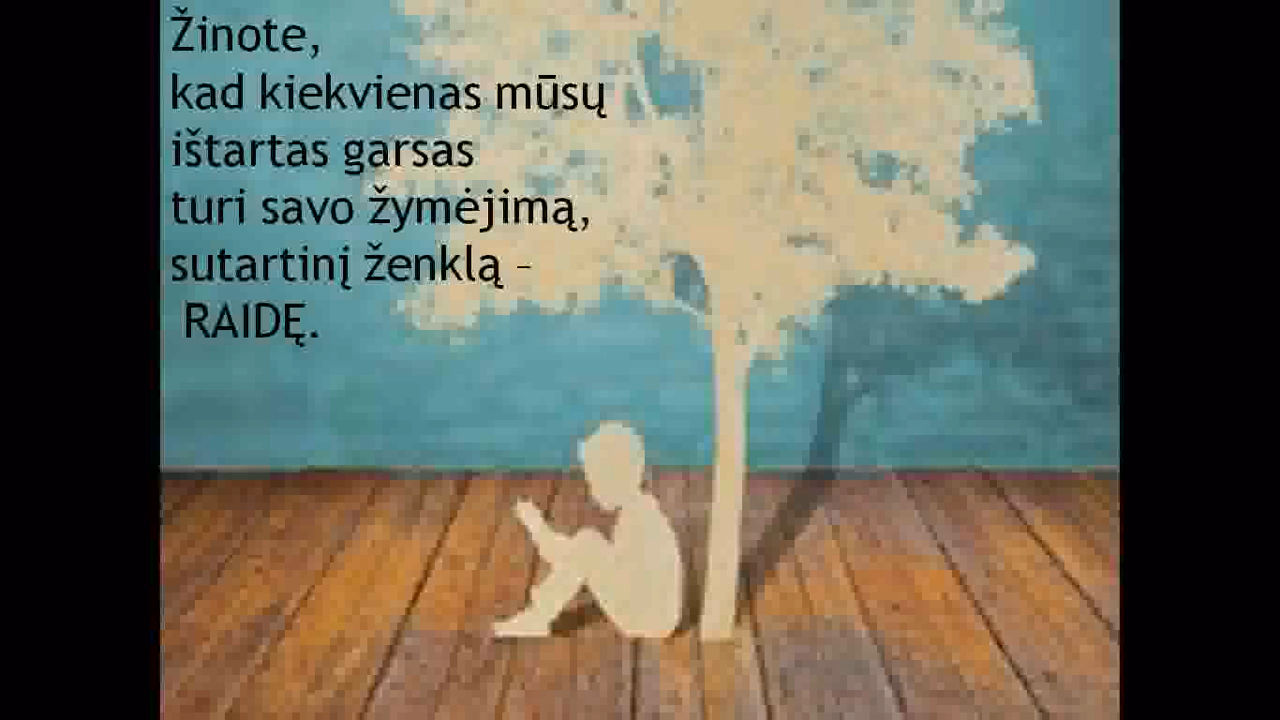 Žinote,
kad kiekvienas mūsų
ištartas garsas
turi savo žymėjimą,
sutartinį ženklą –
RAIDĘ.